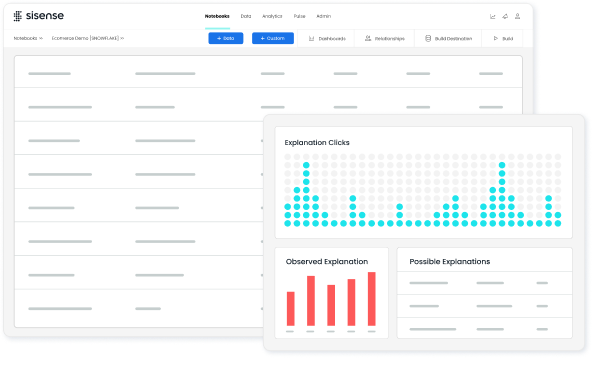 sisense
Notebooks Data Analytics Pulse Admin
Notebooks Ecomerce Demo [SNOWFLAKE]
+ Data + Custom Dashboards Relationships Build Destination Build
Explanation Clicks
Observed Explanation
Possible Explanations